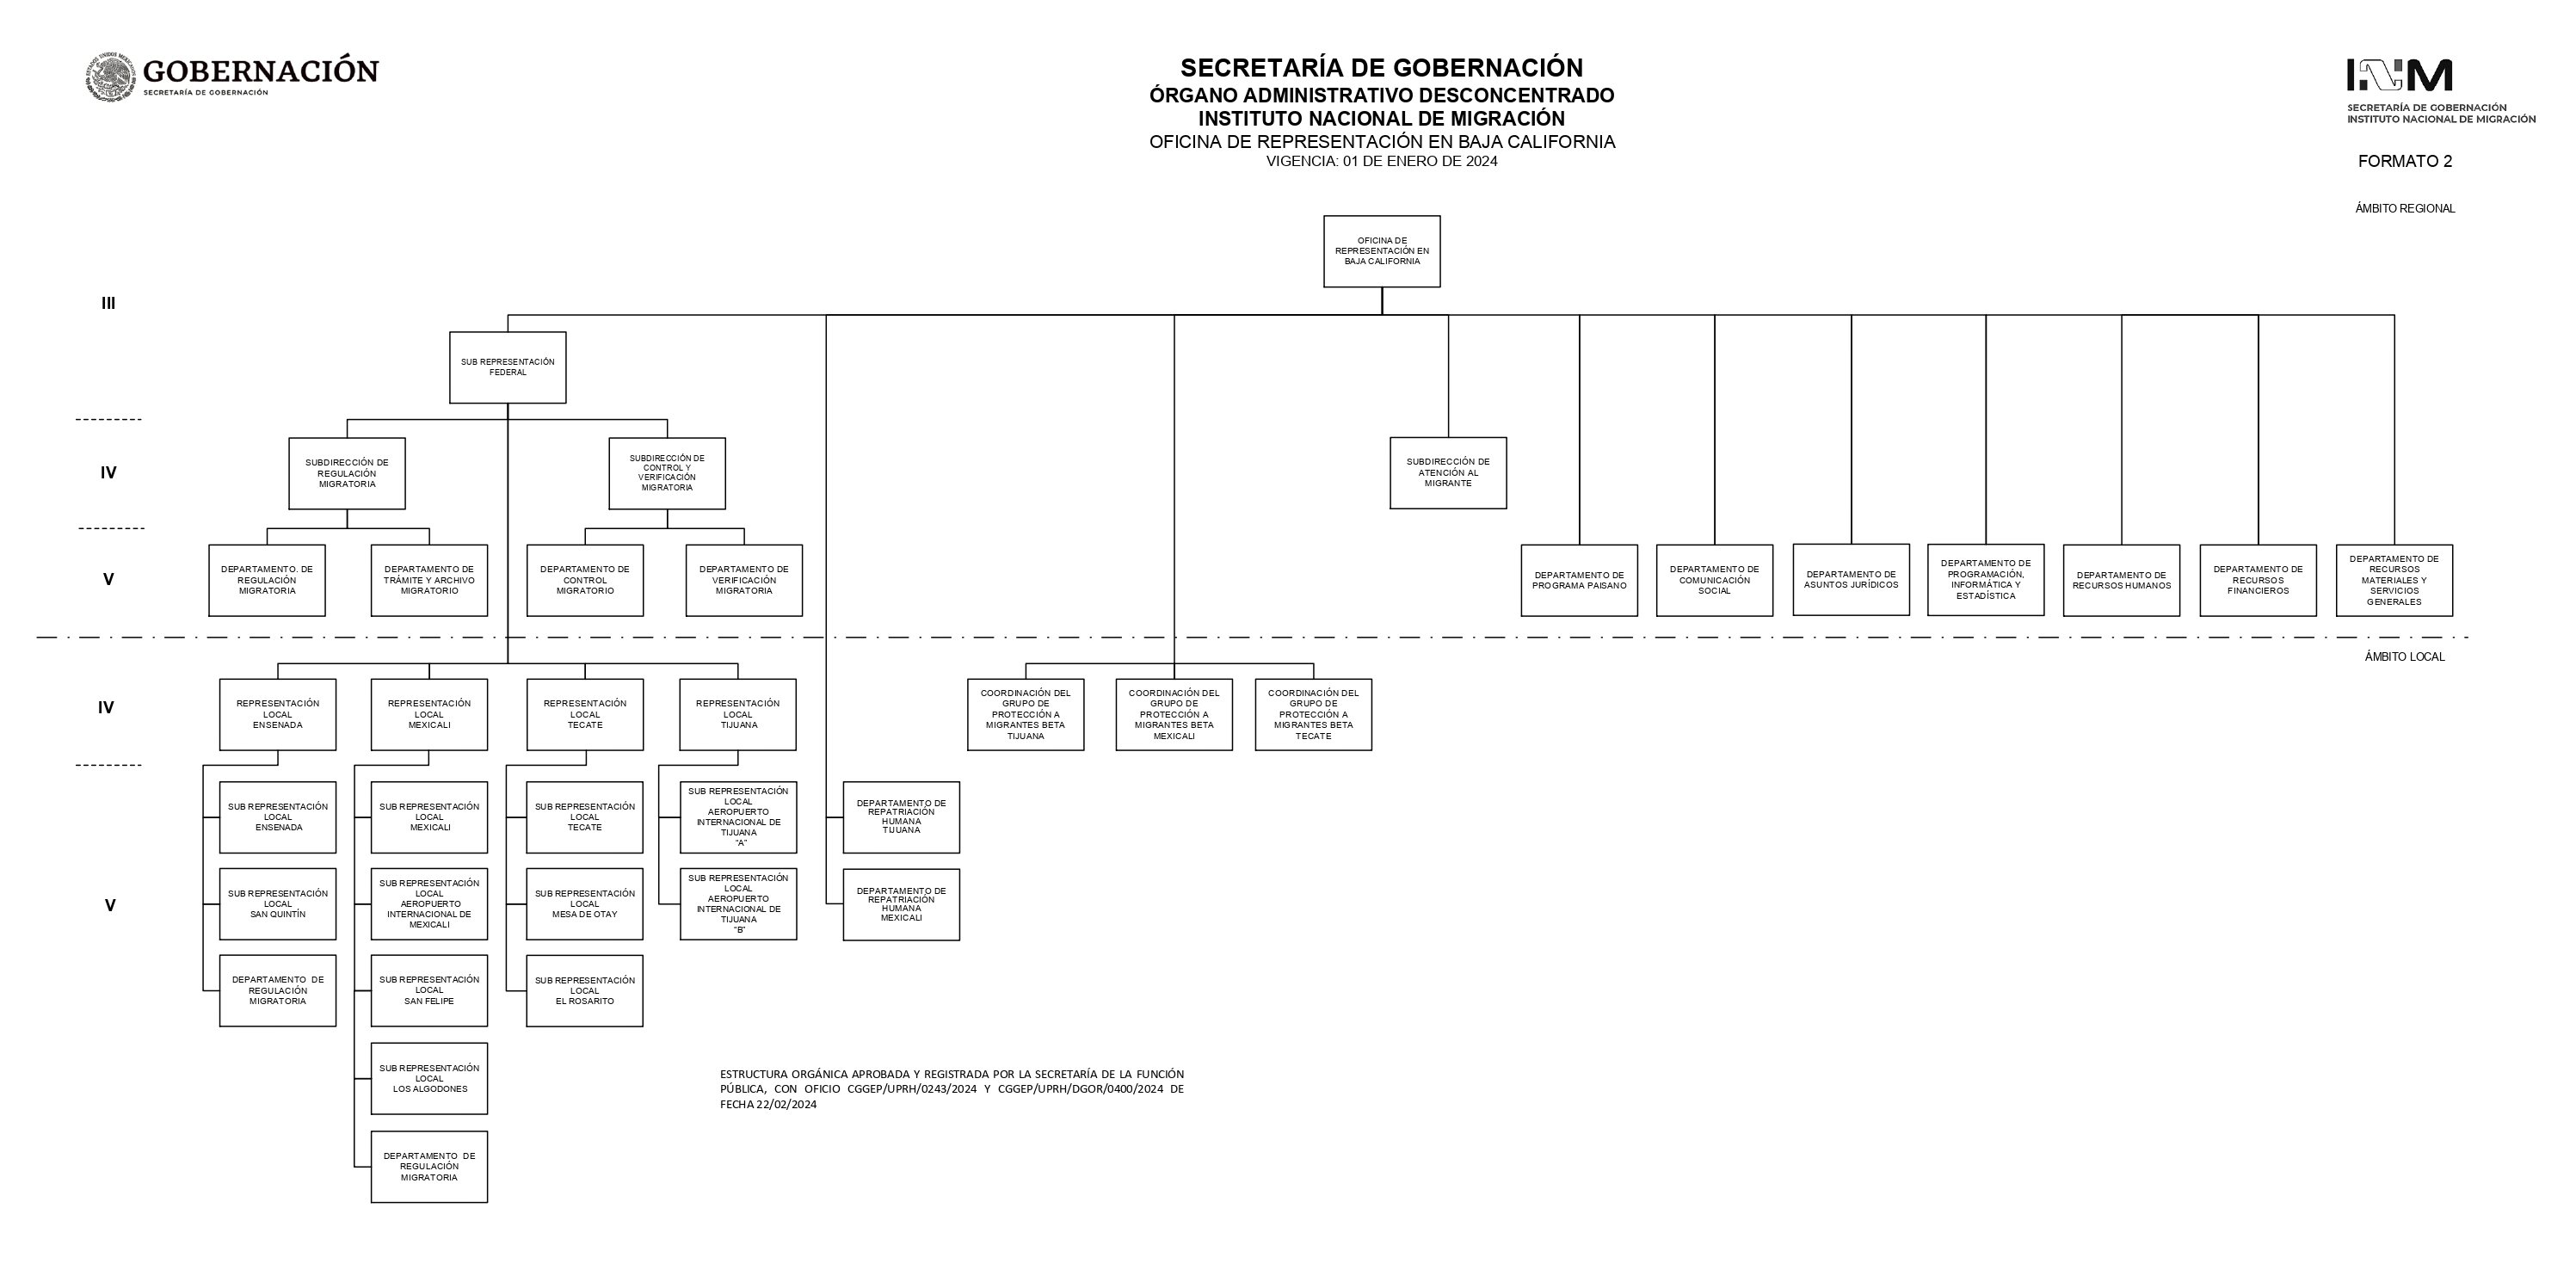 GOBERNACIÓN
SECRETARÍA DE GOBERNACIÓN
SECRETARÍA DE GOBERNACIÓN
ÓRGANO ADMINISTRATIVO DESCONCENTRADO
INSTITUTO NACIONAL DE MIGRACIÓN
OFICINA DE REPRESENTACIÓN EN BAJA CALIFORNIA
VIGENCIA: 01 DE ENERO DE 2024
INM
SECRETARÍA DE GOBERNACIÓN
INSTITUTO NACIONAL DE MIGRACIÓN
FORMATO 2
ÁMBITO REGIONAL
OFICINA DE
REPRESENTACIÓN EN
BAJA CALIFORNIA
III
SUB REPRESENTACIÓN
FEDERAL
IV
SUBDIRECCIÓN DE
REGULACIÓN
MIGRATORIA
SUBDIRECCIÓN DE
CONTROL Y
VERIFICACIÓN
MIGRATORIA
SUBDIRECCIÓN DE
ATENCIÓN AL
MIGRANTE
V
DEPARTAMENTO. DE
REGULACIÓN
MIGRATORIA
DEPARTAMENTO DE
TRÁMITE Y ARCHIVO
MIGRATORIO
DEPARTAMENTO DE
CONTROL
MIGRATORIO
DEPARTAMENTO DE
VERIFICACIÓN
MIGRATORIA
DEPARTAMENTO DE
PROGRAMA PAISANO
DEPARTAMENTO DE
COMUNICACIÓN
SOCIAL
DEPARTAMENTO DE
ASUNTOS JURÍDICOS
DEPARTAMENTO DE
PROGRAMACIÓN,
INFORMÁTICA Y
ESTADÍSTICA
DEPARTAMENTO DE
RECURSOS HUMANOS
DEPARTAMENTO DE
RECURSOS
FINANCIEROS
DEPARTAMENTO DE
RECURSOS
MATERIALES Y
SERVICIOS
GENERALES
ÁMBITO LOCAL
IV
REPRESENTACIÓN
LOCAL
ENSENADA
REPRESENTACIÓN
LOCAL
MEXICALI
REPRESENTACIÓN
LOCAL
TECATE
REPRESENTACIÓN
LOCAL
TIJUANA
COORDINACIÓN DEL
GRUPO DE
PROTECCIÓN A
MIGRANTES BETA
TIJUANA
COORDINACIÓN DEL
GRUPO DE
PROTECCIÓN A
MIGRANTES BETA
MEXICALI
COORDINACIÓN DEL
GRUPO DE
PROTECCIÓN A
MIGRANTES BETA
TECATE
SUB REPRESENTACIÓN
LOCAL
ENSENADA
SUB REPRESENTACIÓN
LOCAL
MEXICALI
SUB REPRESENTACIÓN
LOCAL
TECATE
SUB REPRESENTACIÓN
LOCAL
AEROPUERTO
INTERNACIONAL DE
TIJUANA
"A"
DEPARTAMENTO DE
REPATRIACIÓN
HUMANA
TIJUANA
V
SUB REPRESENTACIÓN
LOCAL
SAN QUINTÍN
SUB REPRESENTACIÓN
LOCAL
AEROPUERTO
INTERNACIONAL DE
MEXICALI
SUB REPRESENTACIÓN
LOCAL
MESA DE OTAY
SUB REPRESENTACIÓN
LOCAL
AEROPUERTO
INTERNACIONAL DE
TIJUANA
"B"
DEPARTAMENTO DE
REPATRIACIÓN
HUMANA
MEXICALI
DEPARTAMENTO DE
REGULACIÓN
MIGRATORIA
SUB REPRESENTACIÓN
LOCAL
SAN FELIPE
SUB REPRESENTACIÓN
LOCAL
EL ROSARITO
SUB REPRESENTACIÓN
LOCAL
LOS ALGODONES
DEPARTAMENTO DE
REGULACIÓN
MIGRATORIA
ESTRUCTURA ORGÁNICA APROBADA Y REGISTRADA POR LA SECRETARÍA DE LA FUNCIÓN
PÚBLICA, CON OFICIO CGGEP/UPRH/0243/2024 Y CGGEP/UPRH/DGOR/0400/2024 DE
FECHA 22/02/2024